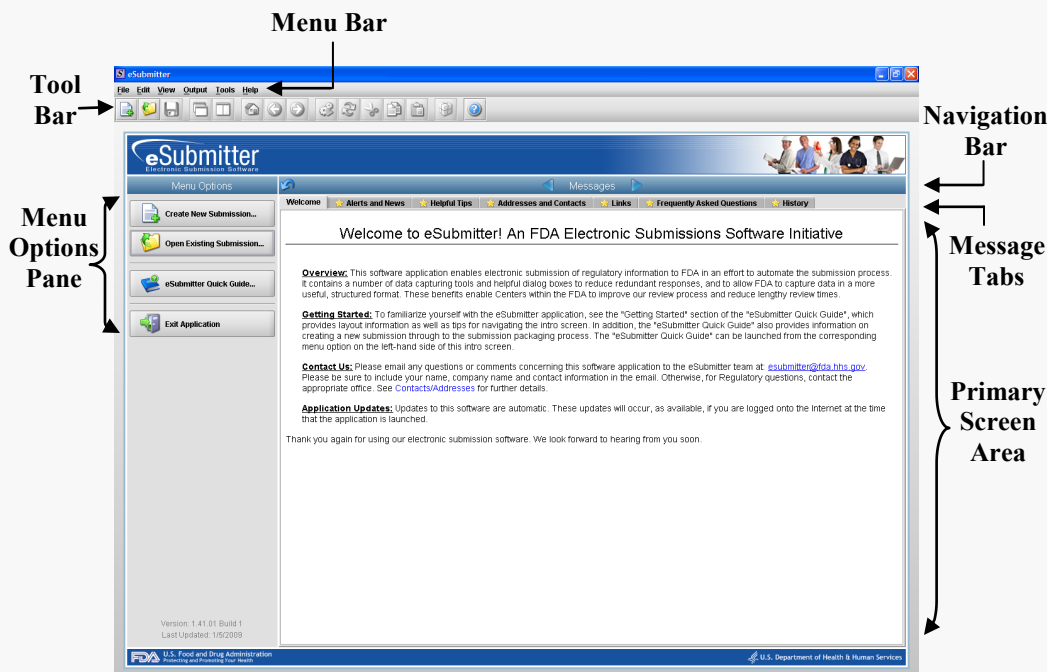 Menu Bar
Tool
Bar
eSubmitter
File Edit View Output Tools Help
Navigation
Bar
eSubmitter
Electronic Submission Software
Menu Options
Messages
Menu
Options
Pane
Message
Tabs
Create New Submission...
Open Existing Submission...
eSubmitter Quick Guide...
Exit Application
Welcome Alerts and News Helpful Tips Addresses and Contacts Links Frequently Asked Questions History
Welcome to eSubmitter! An FDA Electronic Submissions Software Initiative
Overview: This software application enables electronic submission of regulatory information to FDA in an effort to automate the submission process.
It contains a number of data capturing tools and helpful dialog boxes to reduce redundant responses, and to allow FDA to capture data in a more
useful, structured format. These benefits enable Centers within the FDA to improve our review process and reduce lengthy review times.
Getting Started: To familiarize yourself with the eSubmitter application, see the "Getting Started" section of the "eSubmitter Quick Guide", which
provides layout information as well as tips for navigating the intro screen. In addition, the "eSubmitter Quick Guide" also provides information on
creating a new submission through to the submission packaging process. The "eSubmitter Quick Guide" can be launched from the corresponding
menu option on the left-hand side of this intro screen.
Contact Us: Please email any questions or comments concerning this software application to the eSubmitter team at: esubmitter@fda.hhs.gov.
Please be sure to include your name, company name and contact information in the email. Otherwise, for Regulatory questions, contact the
appropriate office. See Contacts/Addresses for further details.
Application Updates: Updates to this software are automatic. These updates will occur, as available, if you are logged onto the Internet at the time
that the application is launched.
Thank you again for using our electronic submission software. We look forward to hearing from you soon.
Primary
Screen
Area
Version: 1.41.01 Build 1
Last Updated: 1/5/2009
FDA U.S. Food and Drug Administration
Protecting and Promoting Your Health
U.S. Department of Health & Human Services